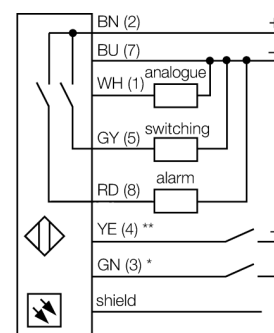 BN (2) +
BU (7) –
WH (1) analogue
GY (5) switching
RD (8) alarm
YE (4) **
GN (3) *
shield